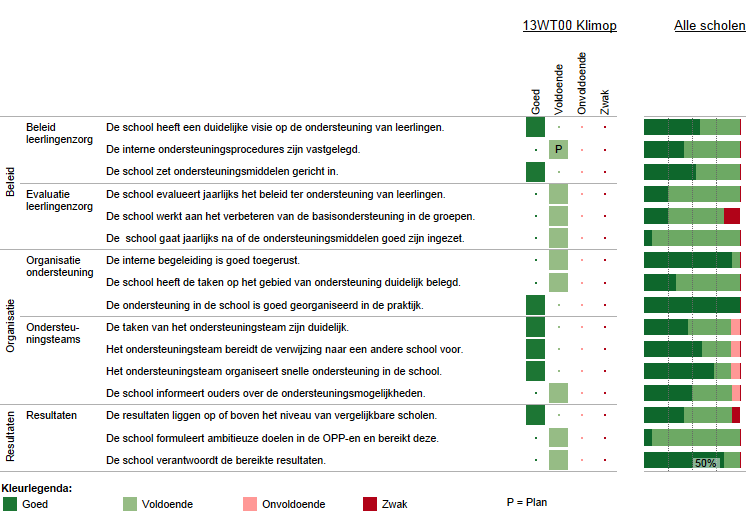 13WT00 Klimop Alle scholen
Goed Voldoende Onvoldoende Zwak
Beleid
Beleid leerlingenzorg
De school heeft een duidelijke visie op de ondersteuning van leerlingen.
De interne ondersteuningsprocedures zijn vastgelegd. P
De school zet ondersteuningsmiddelen gericht in.
Evaluatie leerlingenzorg
De school evalueert jaarlijks het beleid ter ondersteuning van leerlingen.
De school werkt aan het verbeteren van de basisondersteuning in de groepen.
De school gaat jaarlijks na of de ondersteuningsmiddelen goed zijn ingezet.
Organisatie
Organisatie ondersteuning
De interne begeleiding is goed toegerust.
De school heeft de taken op het gebied van ondersteuning duidelijk belegd.
De ondersteuning in de school is goed georganiseerd in de praktijk.
Ondersteu-
ningsteams
De taken van het ondersteuningsteam zijn duidelijk.
Het ondersteuningsteam bereidt de verwijzing naar een andere school voor.
Het ondersteuningsteam organiseert snelle ondersteuning in de school.
De school informeert ouders over de ondersteuningsmogelijkheden.
Resultaten
Resultaten
De resultaten liggen op of boven het niveau van vergelijkbare scholen.
De school formuleert ambitieuze doelen in de OPP-en en bereikt deze.
De school verantwoordt de bereikte resultaten.
50%
Kleurlegenda:
Goed Voldoende Onvoldoende Zwak P = Plan